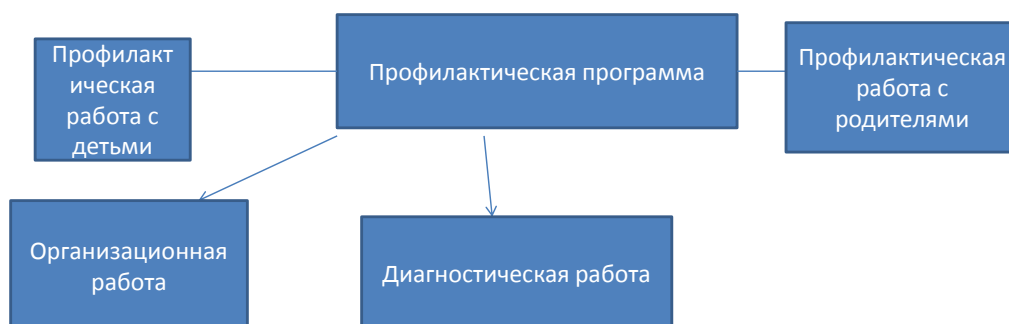 Профилакт
ическая
работа с
детьми
Профилактическая программа
Профилактическая
работа с
родителями
Организационная
работа
Диагностическая работа